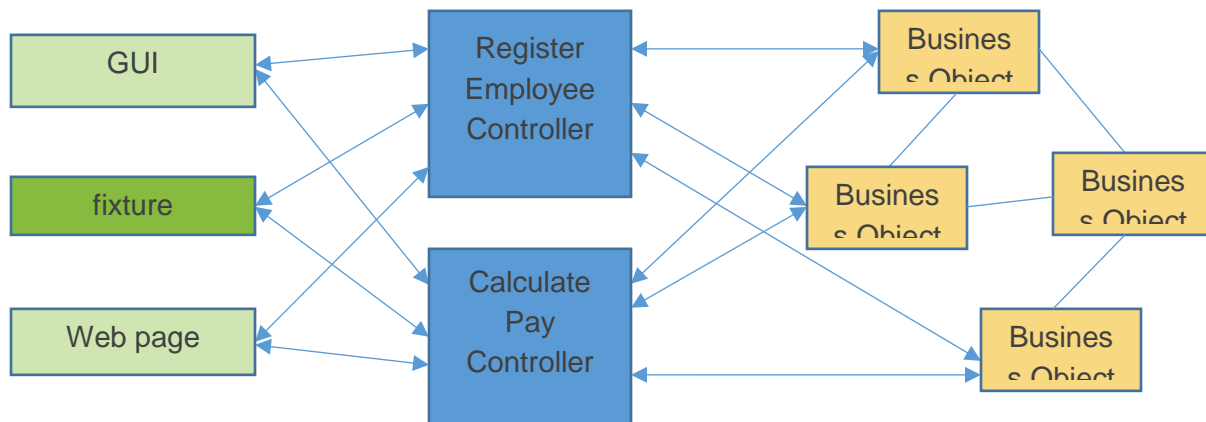 GUI
fixture
Web page
Register
Employee
Controller
Calculate
Pay
Controller
Busines
s Object
Busines
s Object
Busines
s Object
Busines
s Object